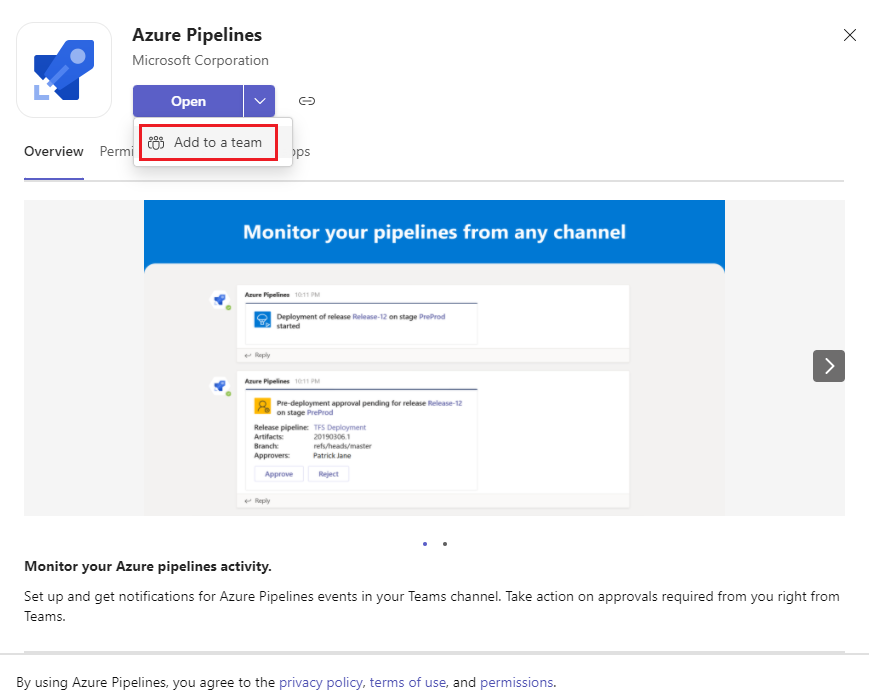 Azure Pipelines
Microsoft Corporation
Open
Add to a team
Overview
Monitor your pipelines from any channel
Azure Pipelines 10:11 PM
Deployment of release Release-12 on stage PreProd
started
Reply
Azure Pipelines 10:11 PM
Pre-deployment approval pending for release Release-12
on stage PreProd
Release pipeline: TFS Deployment
Artifacts: 20190306.1
Branch: refs/heads/master
Approvers: Patrick Jane
Approve Reject
Reply
Monitor your Azure pipelines activity.
Set up and get notifications for Azure Pipelines events in your Teams channel. Take action on approvals required from you right from
Teams.
By using Azure Pipelines, you agree to the privacy policy, terms of use, and permissions.